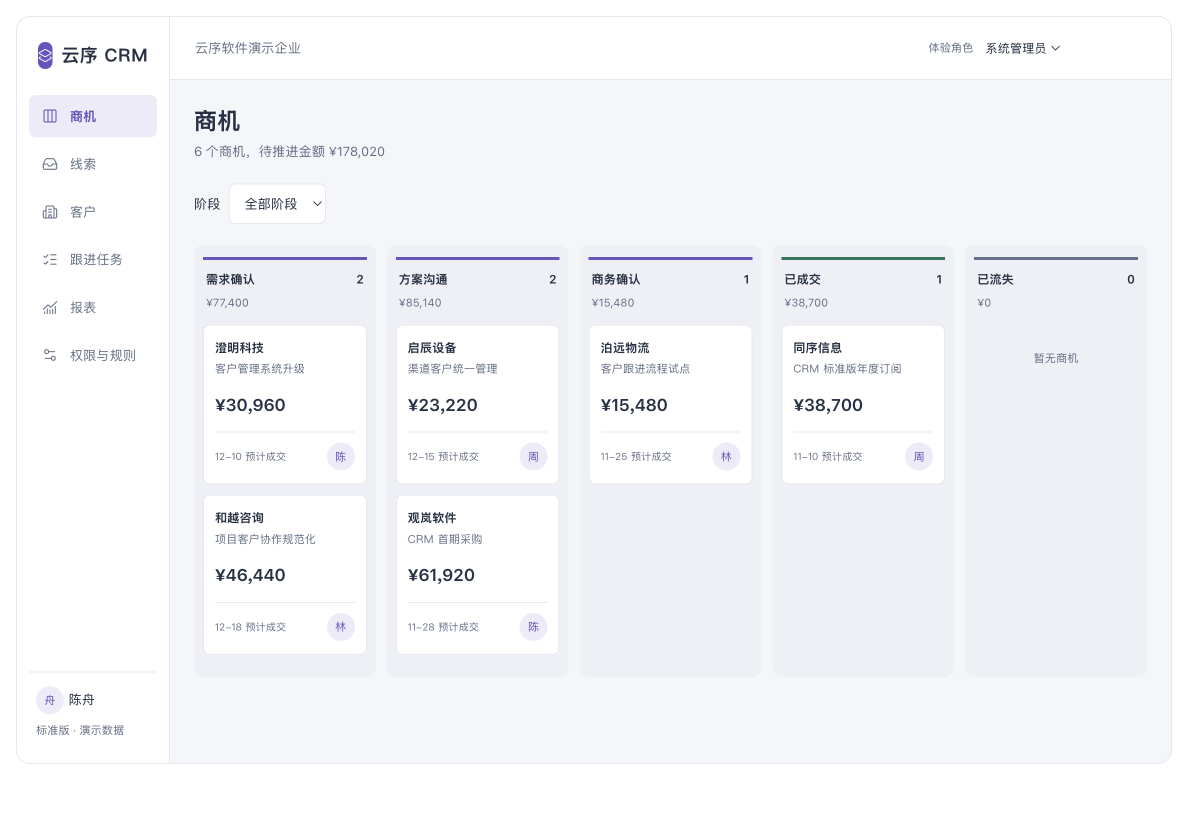 云序 CRM
商机
线索
客户
跟进任务
报表
权限与规则
舟 陈舟
标准版 · 演示数据
云序软件演示企业
体验角色 系统管理员
商机
6 个商机，待推进金额 ¥178,020
阶段 全部阶段
需求确认 2
¥77,400
澄明科技
客户管理系统升级
¥30,960
12-10 预计成交 陈
和越咨询
项目客户协作规范化
¥46,440
12-18 预计成交 林
方案沟通 2
¥85,140
启辰设备
渠道客户统一管理
¥23,220
12-15 预计成交 周
观岚软件
CRM 首期采购
¥61,920
11-28 预计成交 陈
商务确认 1
¥15,480
泊远物流
客户跟进流程试点
¥15,480
11-25 预计成交 林
已成交 1
¥38,700
同序信息
CRM 标准版年度订阅
¥38,700
11-10 预计成交 周
已流失 0
¥0
暂无商机